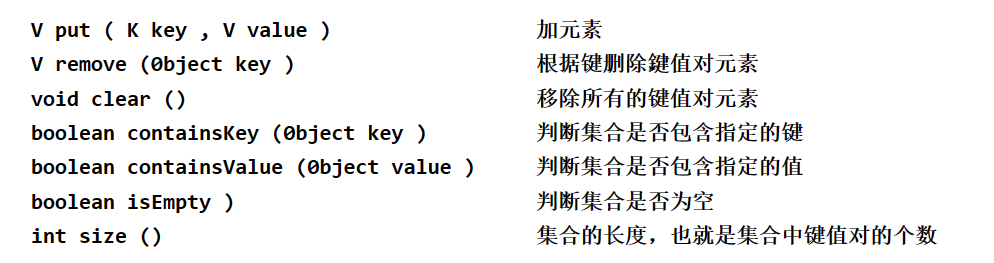 V put ( K key , V value ) 加元素
V remove (0bject key ) 根据键删除鍵值对元素
void clear () 移除所有的键值对元素
boolean containsKey (0bject key ) 判断集合是否包含指定的键
boolean containsValue (0bject value ) 判断集合是否包含指定的值
boolean isEmpty ) 判断集合是否为空
int size () 集合的长度，也就是集合中键值对的个数